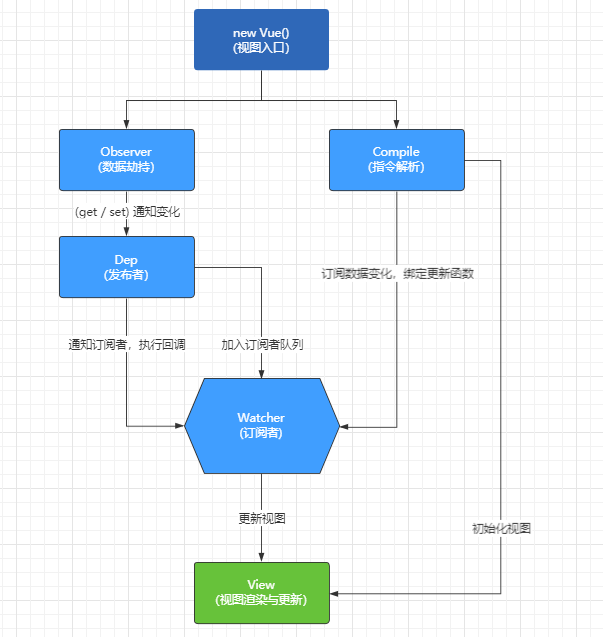 new Vue()
(视图入口)
Observer
(数据劫持)
Compile
(指令解析)
(get / set) 通知变化
Dep
(发布者)
订阅数据变化，绑定更新函数
通知订阅者，执行回调
加入订阅者队列
Watcher
(订阅者)
更新视图
初始化视图
View
(视图渲染与更新)